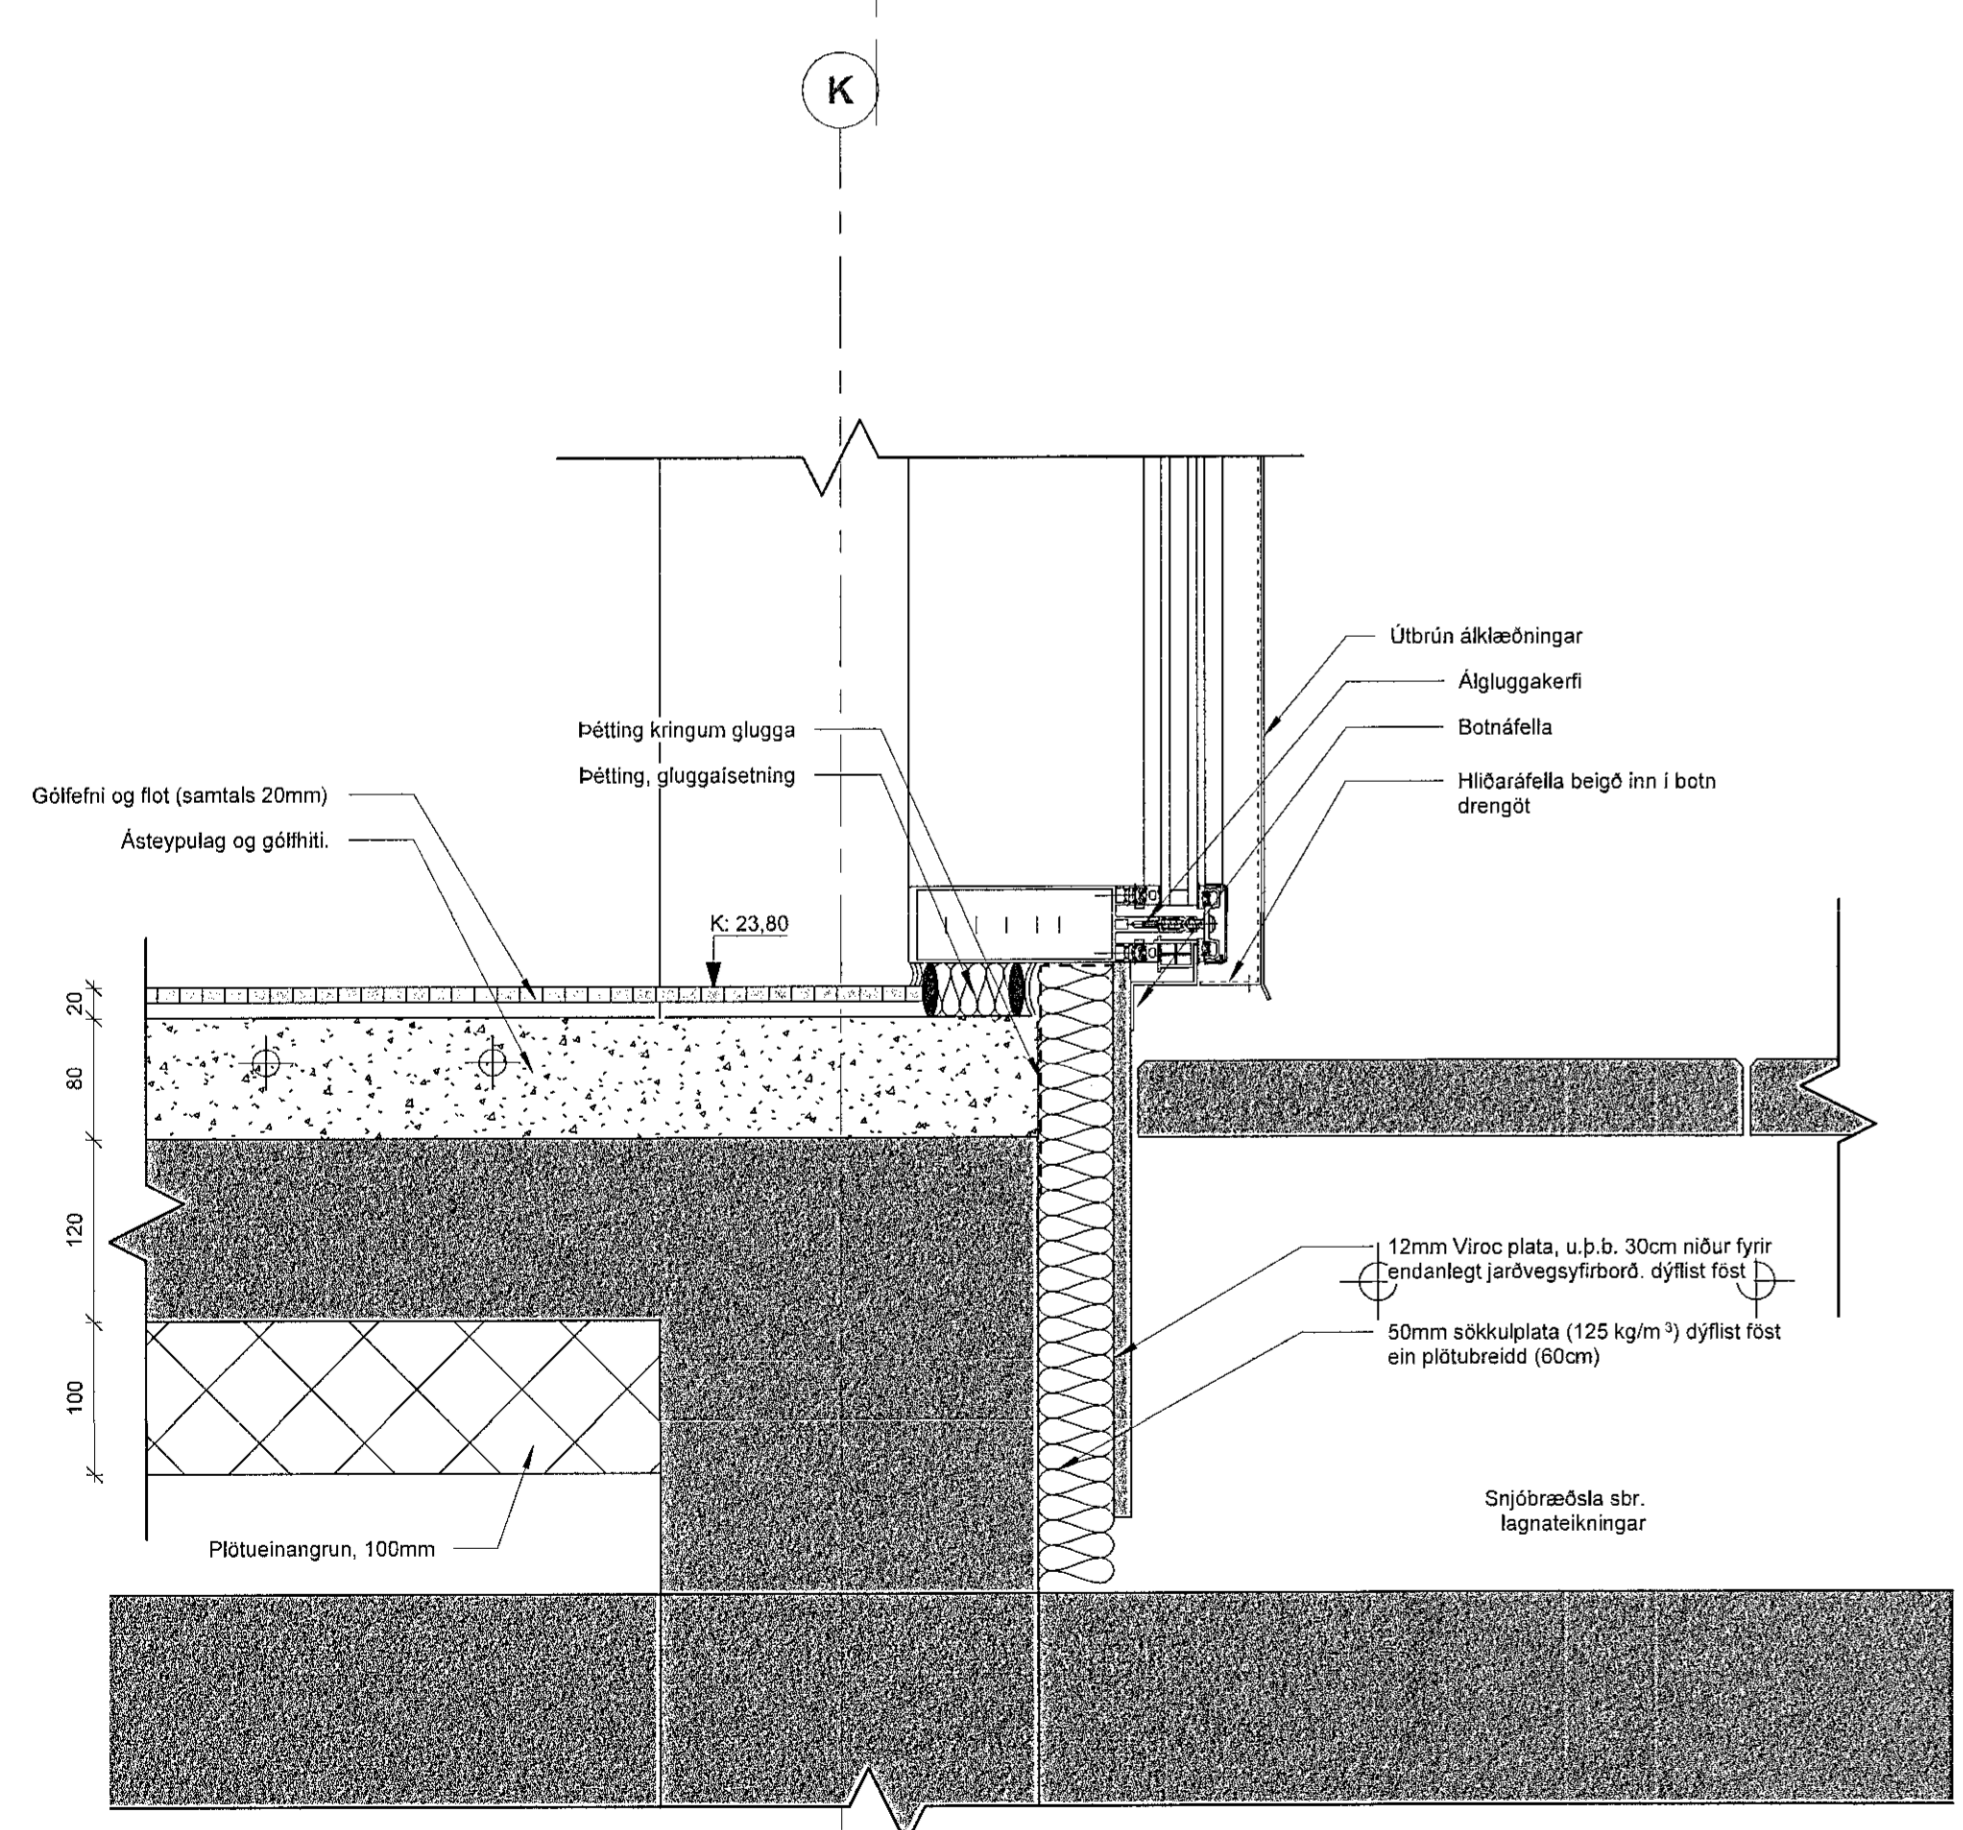 K
Útbrún álklæðningar
Álgluggakerfi
Botnáfella
Hliðaráfella beigð inn í botn
drengöt
Þétting kringum glugga
Þétting, gluggaísetning
Gólfefni og flot (samtals 20mm)
Ásteypulag og gólfhiti.
K: 23,80
20
80
120
100
12mm Viroc plata, u.þ.b. 30cm niður fyrir
endanlegt jarðvegsyfirborð. dýflist föst
50mm sökkulplata (125 kg/m³) dýflist föst
ein plötubreidd (60cm)
Snjóbræðsla sbr.
lagnateikningar
Plötueinangrun, 100mm